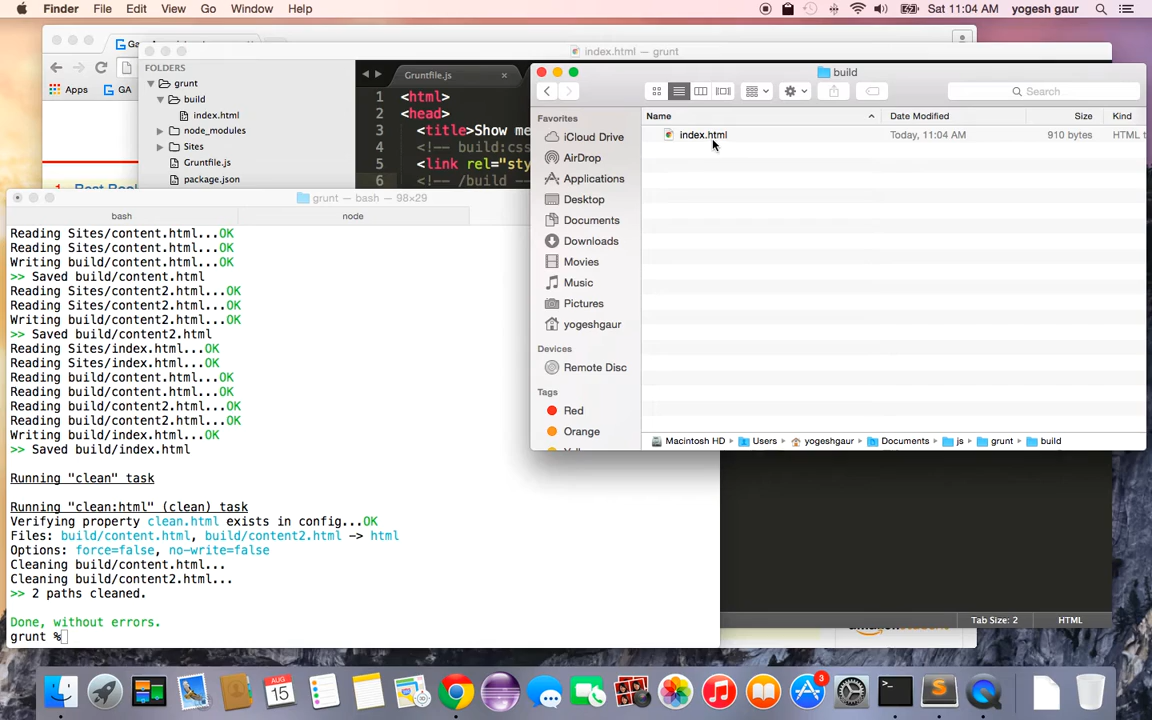 Finder File Edit View Go Window Help Sat 11:04 AM yogesh gaur
index.html — grunt
Apps GA
FOLDERS
grunt
build
index.html
node_modules
Sites
Gruntfile.js
package.json
Gruntfile.js
1 <html>
2 <head>
3 <title>Show me
4 <!-- build:css
5 <link rel="sty
6 <!-- /build --
build
Search
Name Date Modified Size Kind
index.html Today, 11:04 AM 910 bytes HTML t
Favorites
iCloud Drive
AirDrop
Applications
Desktop
Documents
Downloads
Movies
Music
Pictures
yogeshgaur
Devices
Remote Disc
Tags
Red
Orange
Macintosh HD Users yogeshgaur Documents js grunt build
grunt — bash — 98×29
bash node
Reading Sites/content.html...OK
Reading Sites/content.html...OK
Writing build/content.html...OK
>> Saved build/content.html
Reading Sites/content2.html...OK
Reading Sites/content2.html...OK
Writing build/content2.html...OK
>> Saved build/content2.html
Reading Sites/index.html...OK
Reading Sites/index.html...OK
Reading build/content.html...OK
Reading build/content.html...OK
Reading build/content2.html...OK
Reading build/content2.html...OK
Writing build/index.html...OK
>> Saved build/index.html
Running "clean" task
Running "clean:html" (clean) task
Verifying property clean.html exists in config...OK
Files: build/content.html, build/content2.html -> html
Options: force=false, no-write=false
Cleaning build/content.html...
Cleaning build/content2.html...
>> 2 paths cleaned.
Done, without errors.
grunt %
Tab Size: 2 HTML
AUG
15
3